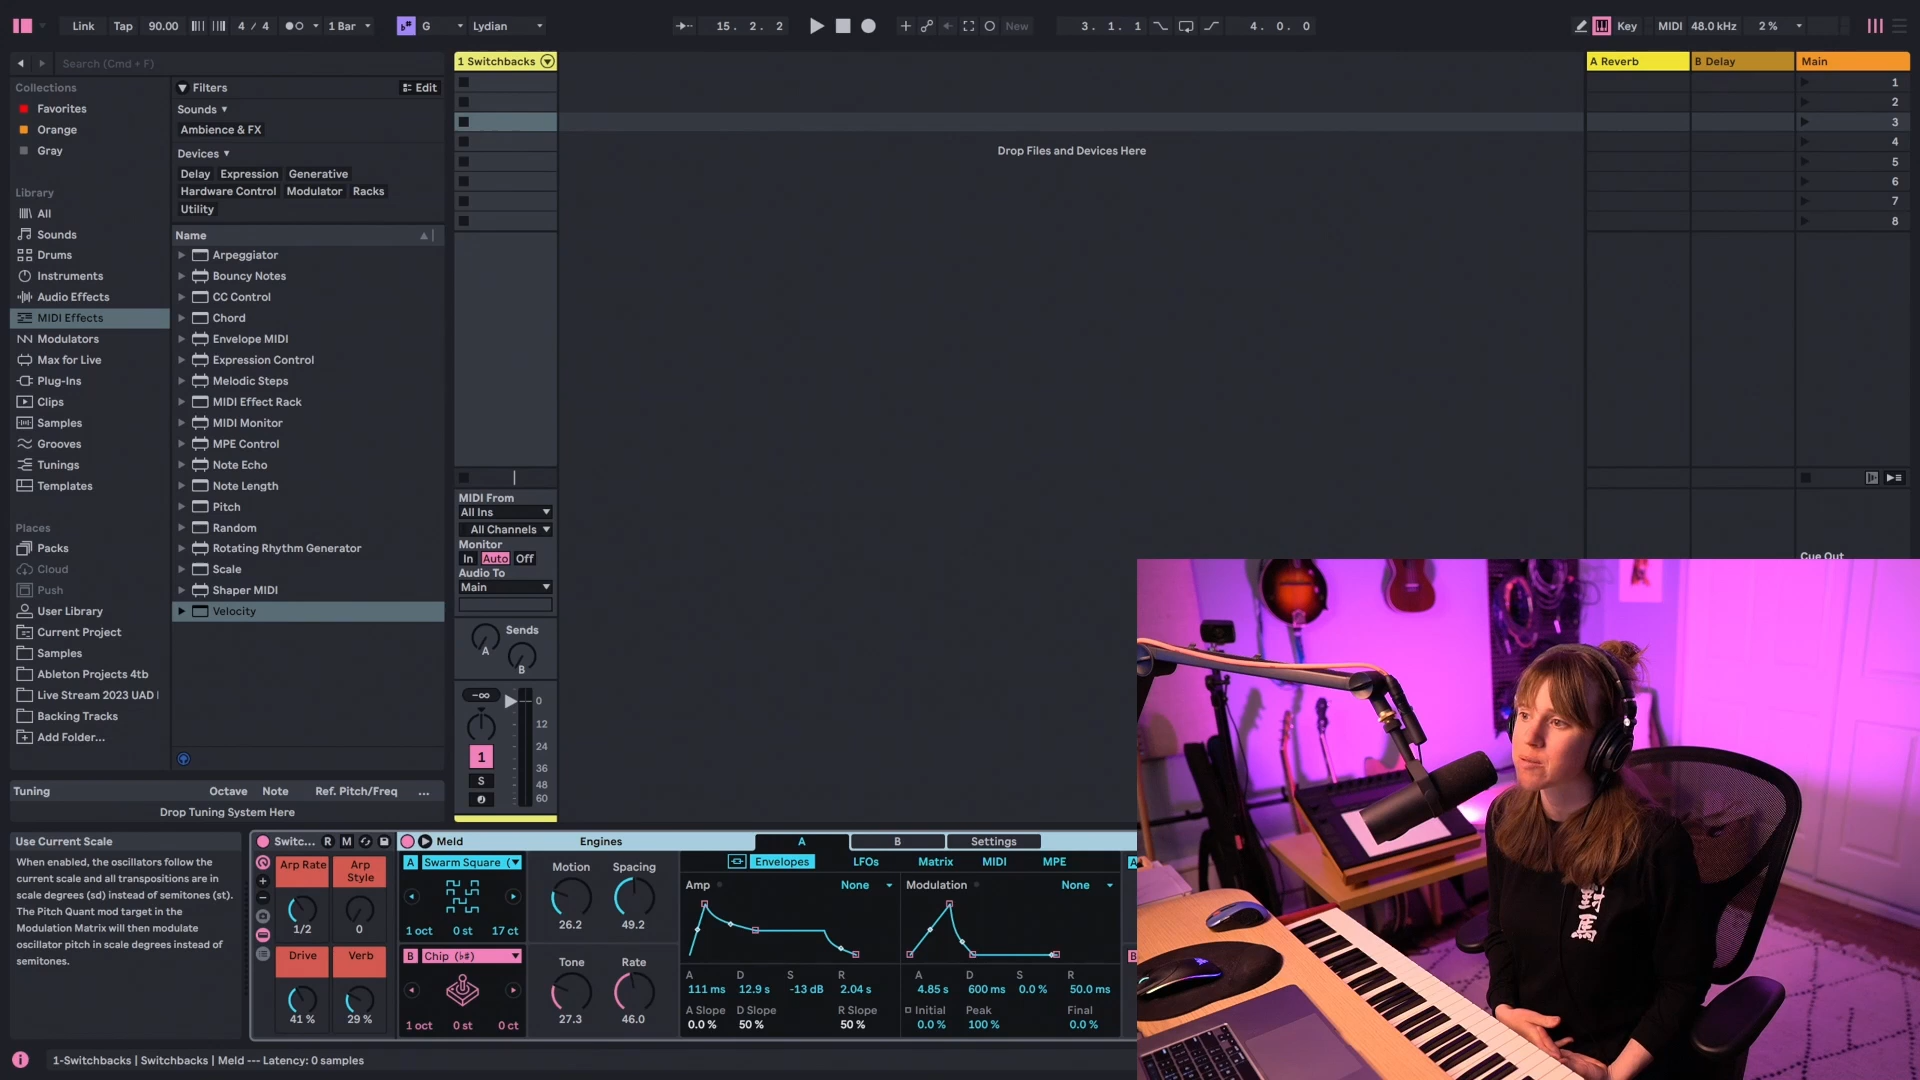 Link Tap 90.00 4 / 4 1 Bar G Lydian 15. 2. 2 New 3. 1. 1 4. 0. 0 Key MIDI 48.0 kHz 2 %
Search (Cmd + F)
Collections
Favorites
Orange
Gray
Library
All
Sounds
Drums
Instruments
Audio Effects
MIDI Effects
Modulators
Max for Live
Plug-Ins
Clips
Samples
Grooves
Tunings
Templates
Places
Packs
Cloud
Push
User Library
Current Project
Samples
Ableton Projects 4tb
Live Stream 2023 UAD
Backing Tracks
Add Folder...
Filters Edit
Sounds
Ambience & FX
Devices
Delay Expression Generative
Hardware Control Modulator Racks
Utility
Name
Arpeggiator
Bouncy Notes
CC Control
Chord
Envelope MIDI
Expression Control
Melodic Steps
MIDI Effect Rack
MIDI Monitor
MPE Control
Note Echo
Note Length
Pitch
Random
Rotating Rhythm Generator
Scale
Shaper MIDI
Velocity
Tuning Octave Note Ref. Pitch/Freq ...
Drop Tuning System Here
1 Switchbacks
Drop Files and Devices Here
A Reverb B Delay Main
1
2
3
4
5
6
7
8
MIDI From
All Ins
All Channels
Monitor
In Auto Off
Audio To
Main
Sends
A
B
-∞ 0
12
24
1
36
S 48
60
Cue Out
Use Current Scale
When enabled, the oscillators follow the
current scale and all transpositions are in
scale degrees (sd) instead of semitones (st).
The Pitch Quant mod target in the
Modulation Matrix will then modulate
oscillator pitch in scale degrees instead of
semitones.
Switc... R M
Arp Rate Arp
Style
1/2 0
Drive Verb
41 % 29 %
Meld Engines A B Settings
A Swarm Square (
1 oct 0 st 17 ct
B Chip (♭♯)
1 oct 0 st 0 ct
Motion Spacing
26.2 49.2
Tone Rate
27.3 46.0
Envelopes LFOs Matrix MIDI MPE
Amp None Modulation None
A D S R A D S R
111 ms 12.9 s -13 dB 2.04 s 4.85 s 600 ms 0.0 % 50.0 ms
A Slope D Slope R Slope Initial Peak Final
0.0 % 50 % 50 % 0.0 % 100 % 0.0 %
A
B
1-Switchbacks | Switchbacks | Meld --- Latency: 0 samples